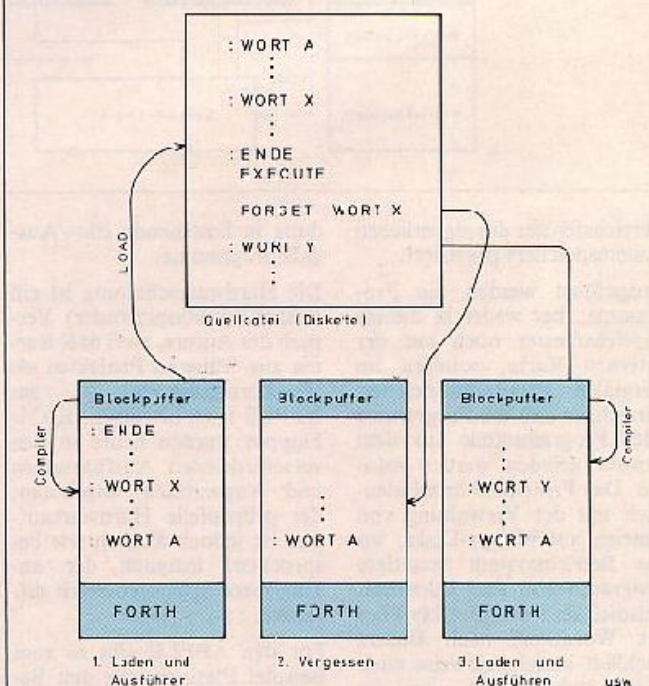 : WORT A
: WORT X
: ENDE
EXECUTE
FORGET WORT X
: WORT Y
LOAD
Quelldatei (Diskette)
Blockpuffer
Blockpuffer
Blockpuffer
Compiler
: ENDE
: WORT X
: WORT A
FORTH
: WORT A
FORTH
Compiler
: WORT Y
: WORT A
FORTH
1. Laden und
Ausführen
2. Vergessen
Laden und
Ausführen
usw